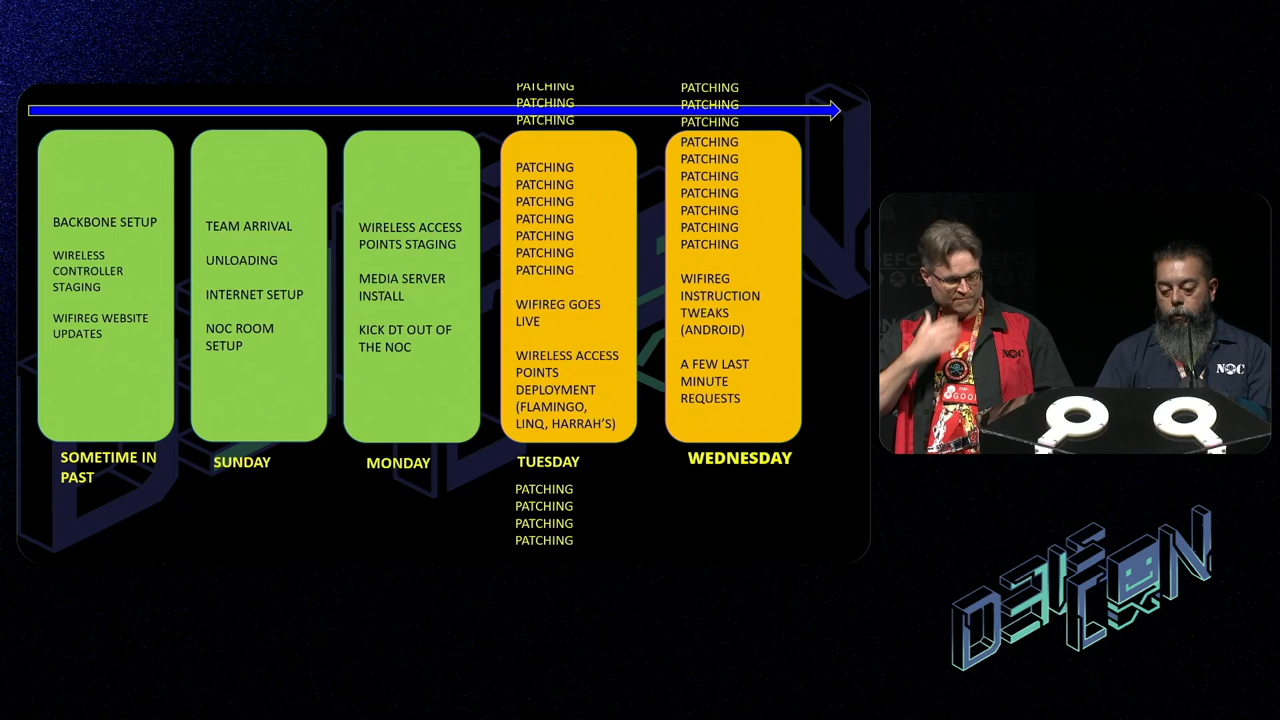 BACKBONE SETUP
WIRELESS
CONTROLLER
STAGING
WIFIREG WEBSITE
UPDATES
SOMETIME IN
PAST
TEAM ARRIVAL
UNLOADING
INTERNET SETUP
NOC ROOM
SETUP
SUNDAY
WIRELESS ACCESS
POINTS STAGING
MEDIA SERVER
INSTALL
KICK DT OUT OF
THE NOC
MONDAY
PATCHING
PATCHING
PATCHING
PATCHING
PATCHING
PATCHING
PATCHING
PATCHING
PATCHING
PATCHING
WIFIREG GOES
LIVE
WIRELESS ACCESS
POINTS
DEPLOYMENT
(FLAMINGO,
LINQ, HARRAH'S)
TUESDAY
PATCHING
PATCHING
PATCHING
PATCHING
PATCHING
PATCHING
PATCHING
PATCHING
PATCHING
PATCHING
PATCHING
PATCHING
PATCHING
PATCHING
WIFIREG
INSTRUCTION
TWEAKS
(ANDROID)
A FEW LAST
MINUTE
REQUESTS
WEDNESDAY
NOC
GOO
NOC
DEF
CON